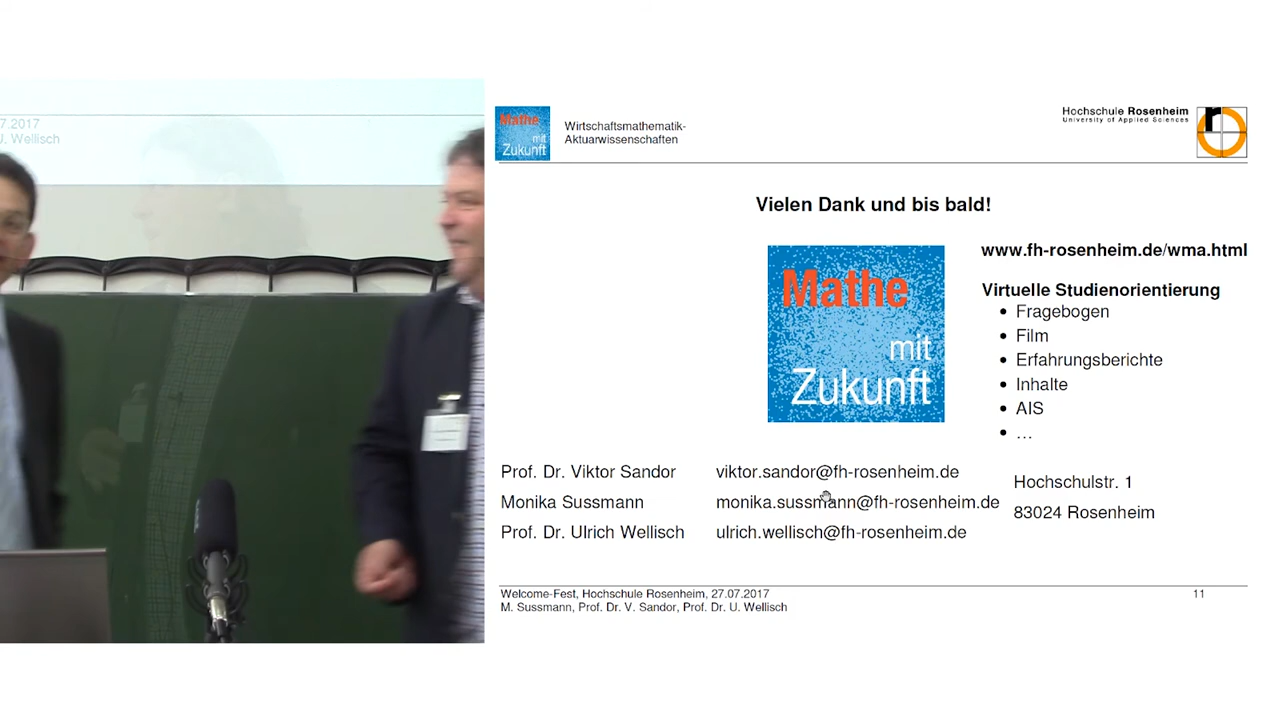 7.2017
J. Wellisch
Mathe
mit
Zukunft
Wirtschaftsmathematik-
Aktuarwissenschaften
Hochschule Rosenheim
University of Applied Sciences
r
Vielen Dank und bis bald!
Mathe
mit
Zukunft
www.fh-rosenheim.de/wma.html
Virtuelle Studienorientierung
• Fragebogen
• Film
• Erfahrungsberichte
• Inhalte
• AIS
• …
Prof. Dr. Viktor Sandor viktor.sandor@fh-rosenheim.de
Monika Sussmann monika.sussmann@fh-rosenheim.de
Prof. Dr. Ulrich Wellisch ulrich.wellisch@fh-rosenheim.de
Hochschulstr. 1
83024 Rosenheim
Welcome-Fest, Hochschule Rosenheim, 27.07.2017
M. Sussmann, Prof. Dr. V. Sandor, Prof. Dr. U. Wellisch
11